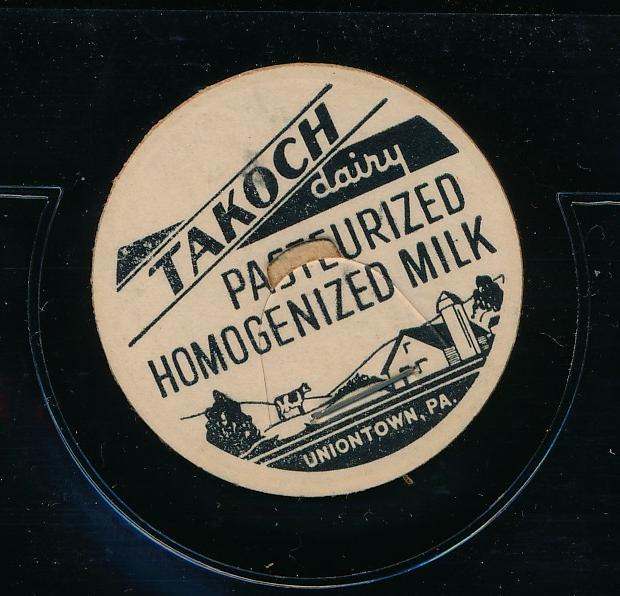 TAKOCH
dairy
PASTEURIZED
HOMOGENIZED MILK
UNIONTOWN, PA.